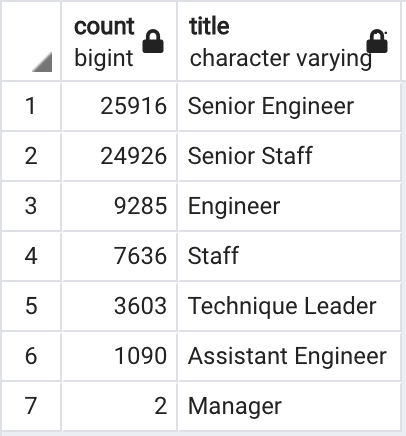 count title
bigint character varying
1 25916 Senior Engineer
2 24926 Senior Staff
3 9285 Engineer
4 7636 Staff
5 3603 Technique Leader
6 1090 Assistant Engineer
7 2 Manager